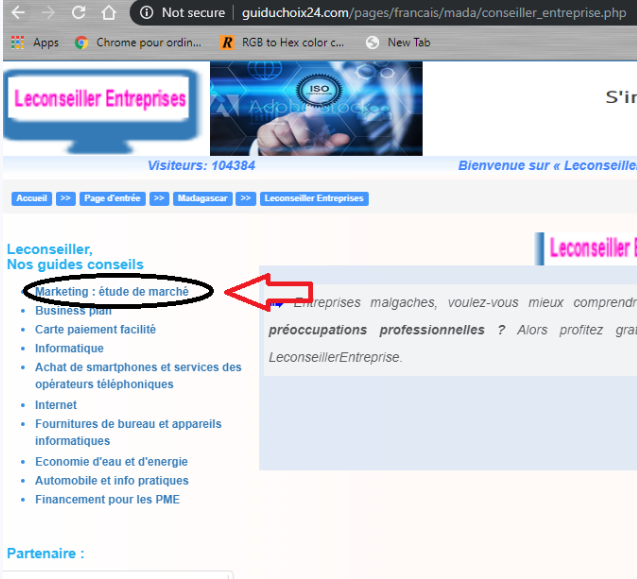 Not secure | guiduchoix24.com/pages/francais/mada/conseiller_entreprise.php
Apps Chrome pour ordin... R RGB to Hex color c... New Tab
Leconseiller Entreprises
ISO
Adobe Stock
S'in
Visiteurs: 104384
Bienvenue sur « Leconseille
Accueil >> Page d'entrée >> Madagascar >> Leconseiller Entreprises
Leconseiller,
Nos guides conseils
Leconseiller E
• Marketing : étude de marché
• Business plan
• Carte paiement facilité
• Informatique
• Achat de smartphones et services des
opérateurs téléphoniques
• Internet
• Fournitures de bureau et appareils
informatiques
• Economie d'eau et d'energie
• Automobile et info pratiques
• Financement pour les PME
Entreprises malgaches, voulez-vous mieux comprendr
préoccupations professionnelles ? Alors profitez grat
LeconseillerEntreprise.
Partenaire :